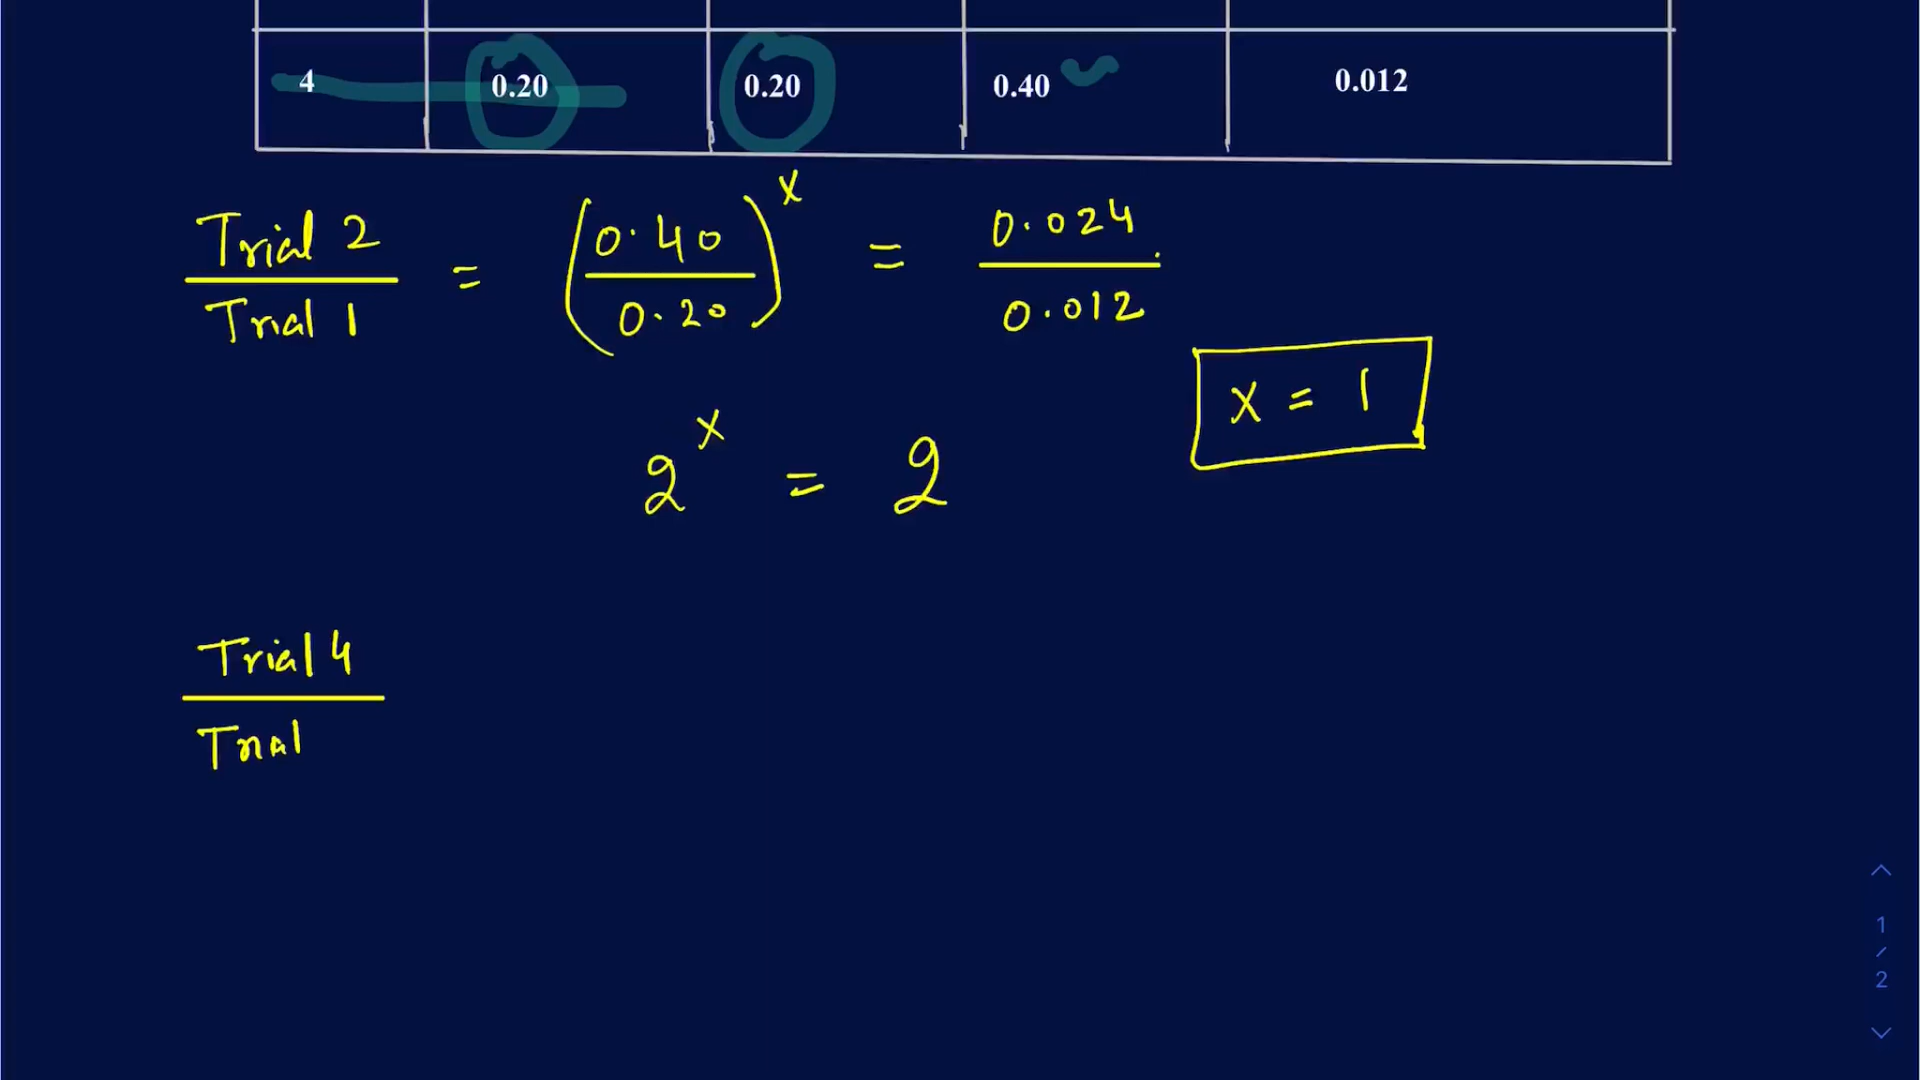 4 0.20 0.20 0.40 0.012
Trial 2 / Trial 1 = (0.40 / 0.20)^x = 0.024 / 0.012
x = 1
2^x = 2
Trial 4
Trial
1
/
2